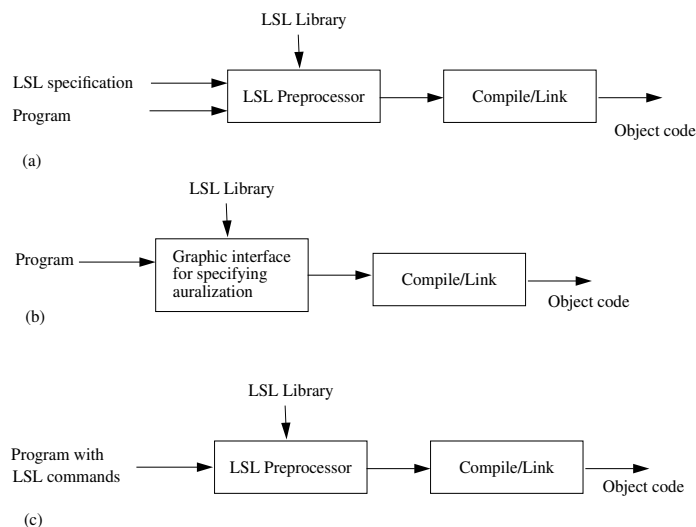 LSL Library
LSL specification
Program
LSL Preprocessor
Compile/Link
Object code
(a)
LSL Library
Program
Graphic interface
for specifying
auralization
Compile/Link
Object code
(b)
LSL Library
Program with
LSL commands
LSL Preprocessor
Compile/Link
Object code
(c)